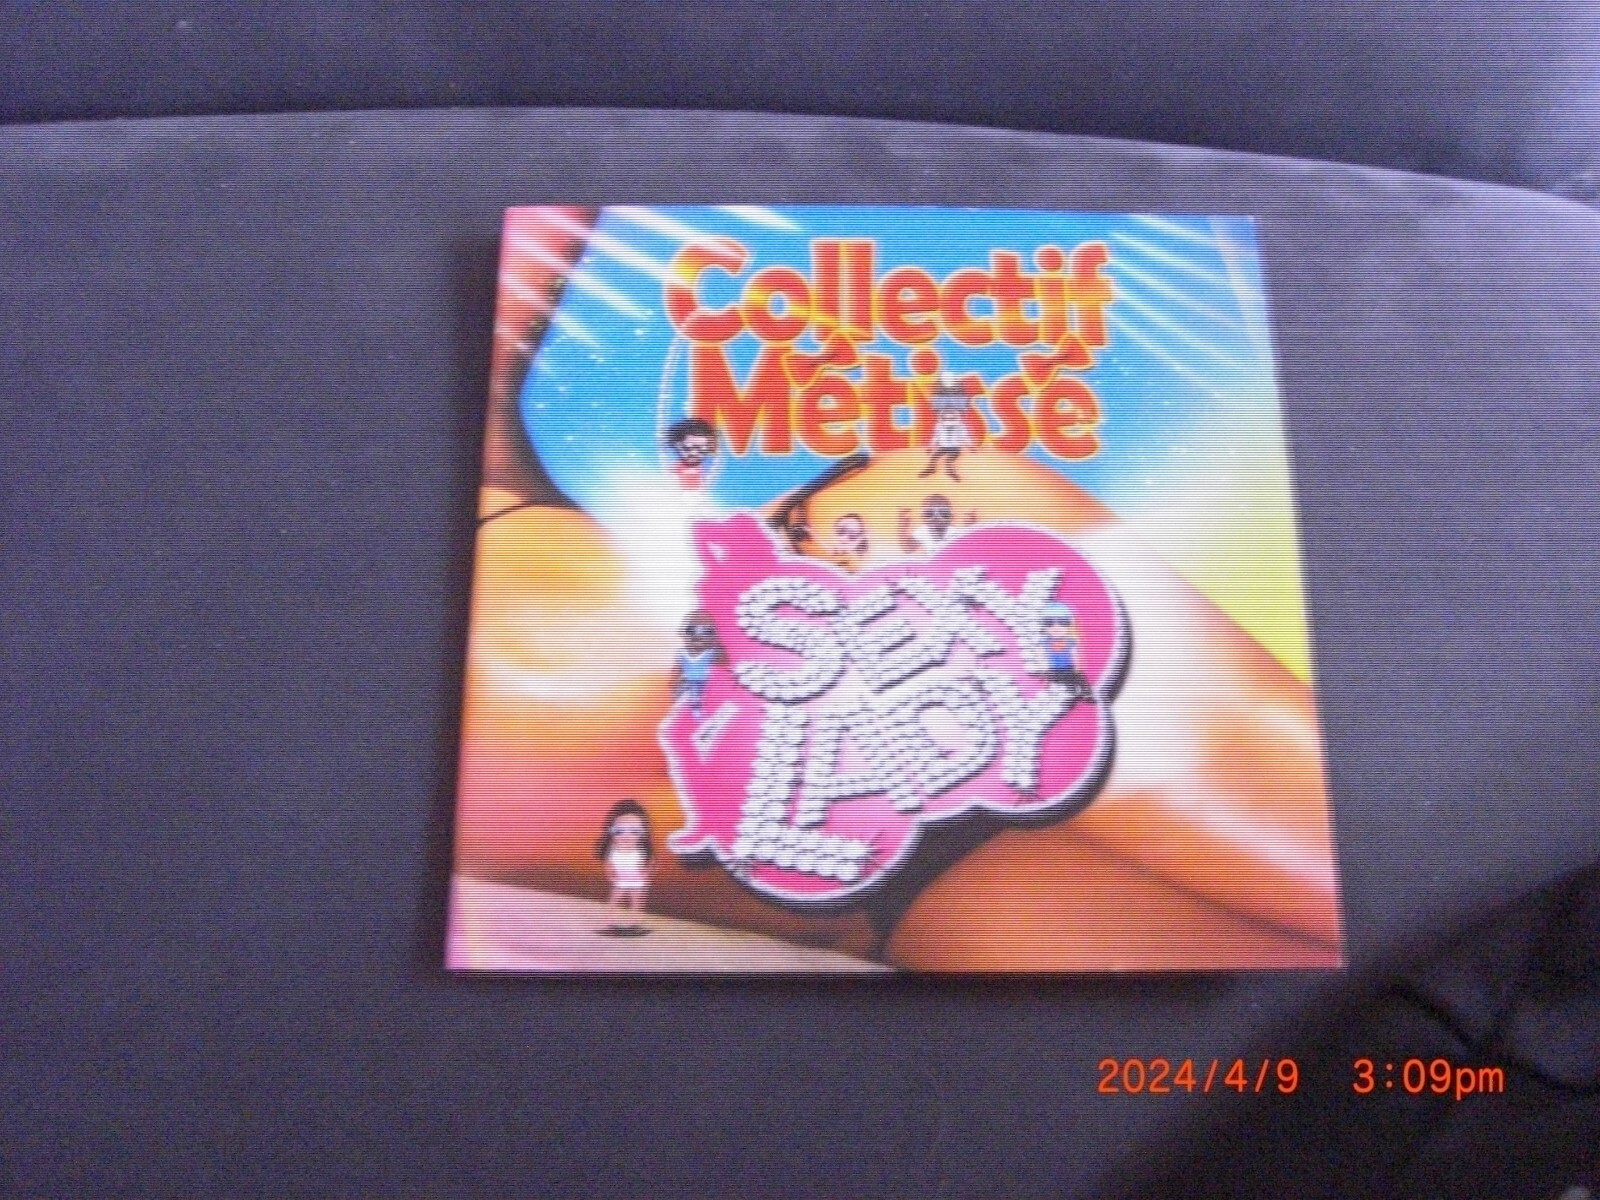 Collectif
Métissé
SEXY
LADY
2024/4/9 3:09pm